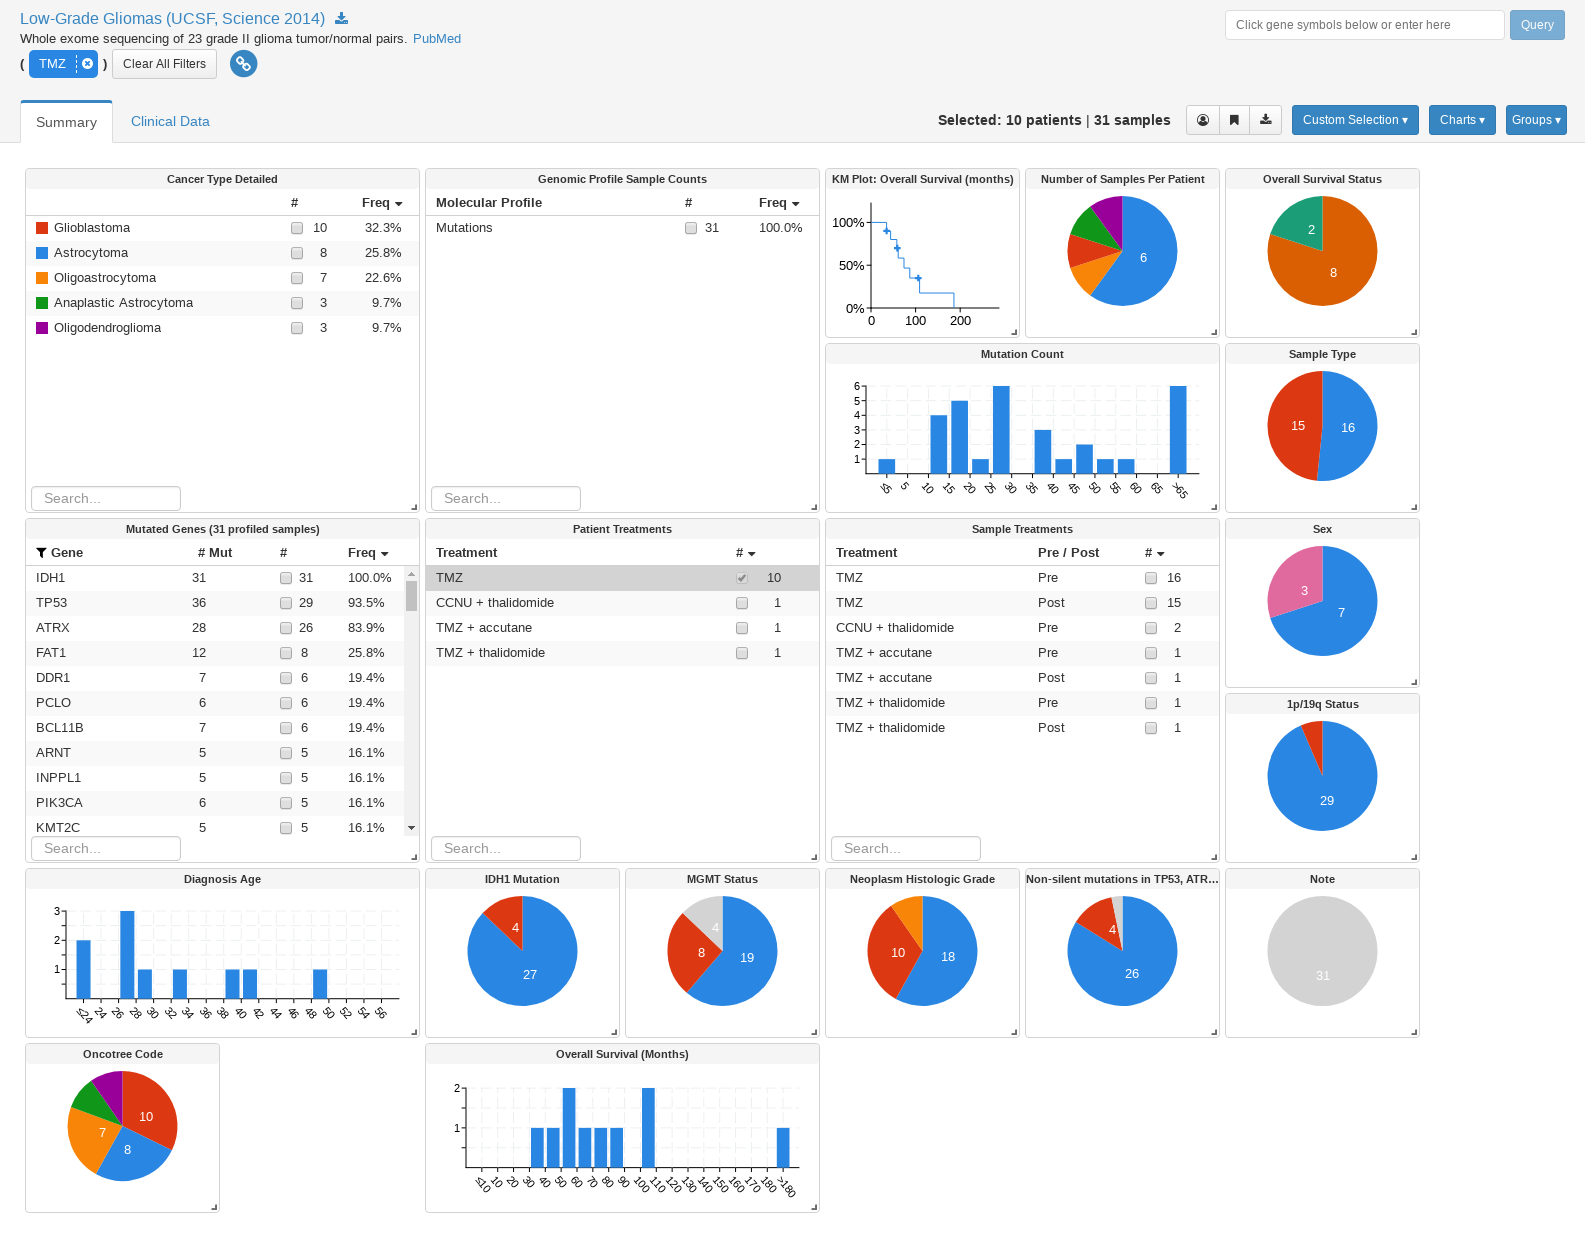 Low-Grade Gliomas (UCSF, Science 2014)
Click gene symbols below or enter here
Query
Whole exome sequencing of 23 grade II glioma tumor/normal pairs. PubMed
( TMZ ) Clear All Filters
Summary
Clinical Data
Selected: 10 patients | 31 samples
Custom Selection ▾
Charts ▾
Groups ▾
Cancer Type Detailed
# Freq
Glioblastoma 10 32.3%
Astrocytoma 8 25.8%
Oligoastrocytoma 7 22.6%
Anaplastic Astrocytoma 3 9.7%
Oligodendroglioma 3 9.7%
Search...
Genomic Profile Sample Counts
Molecular Profile # Freq
Mutations 31 100.0%
Search...
KM Plot: Overall Survival (months)
100%
50%
0%
0 100 200
Number of Samples Per Patient
6
Overall Survival Status
2
8
Mutation Count
6
5
4
3
2
1
≤5 5 10 15 20 25 30 35 40 45 50 55 60 65 >65
Sample Type
15 16
Mutated Genes (31 profiled samples)
Gene # Mut # Freq
IDH1 31 31 100.0%
TP53 36 29 93.5%
ATRX 28 26 83.9%
FAT1 12 8 25.8%
DDR1 7 6 19.4%
PCLO 6 6 19.4%
BCL11B 7 6 19.4%
ARNT 5 5 16.1%
INPPL1 5 5 16.1%
PIK3CA 6 5 16.1%
KMT2C 5 5 16.1%
Search...
Patient Treatments
Treatment #
TMZ 10
CCNU + thalidomide 1
TMZ + accutane 1
TMZ + thalidomide 1
Search...
Sample Treatments
Treatment Pre / Post #
TMZ Pre 16
TMZ Post 15
CCNU + thalidomide Pre 2
TMZ + accutane Pre 1
TMZ + accutane Post 1
TMZ + thalidomide Pre 1
TMZ + thalidomide Post 1
Search...
Sex
3
7
1p/19q Status
29
Diagnosis Age
3
2
1
≤24 24 26 28 30 32 34 36 38 40 42 44 46 48 50 52 54 56
IDH1 Mutation
4
27
MGMT Status
4
8 19
Neoplasm Histologic Grade
10 18
Non-silent mutations in TP53, ATR...
4
26
Note
31
Oncotree Code
10
7
8
Overall Survival (Months)
2
1
≤10 10 20 30 40 50 60 70 80 90 100 110 120 130 140 150 160 170 180 >180